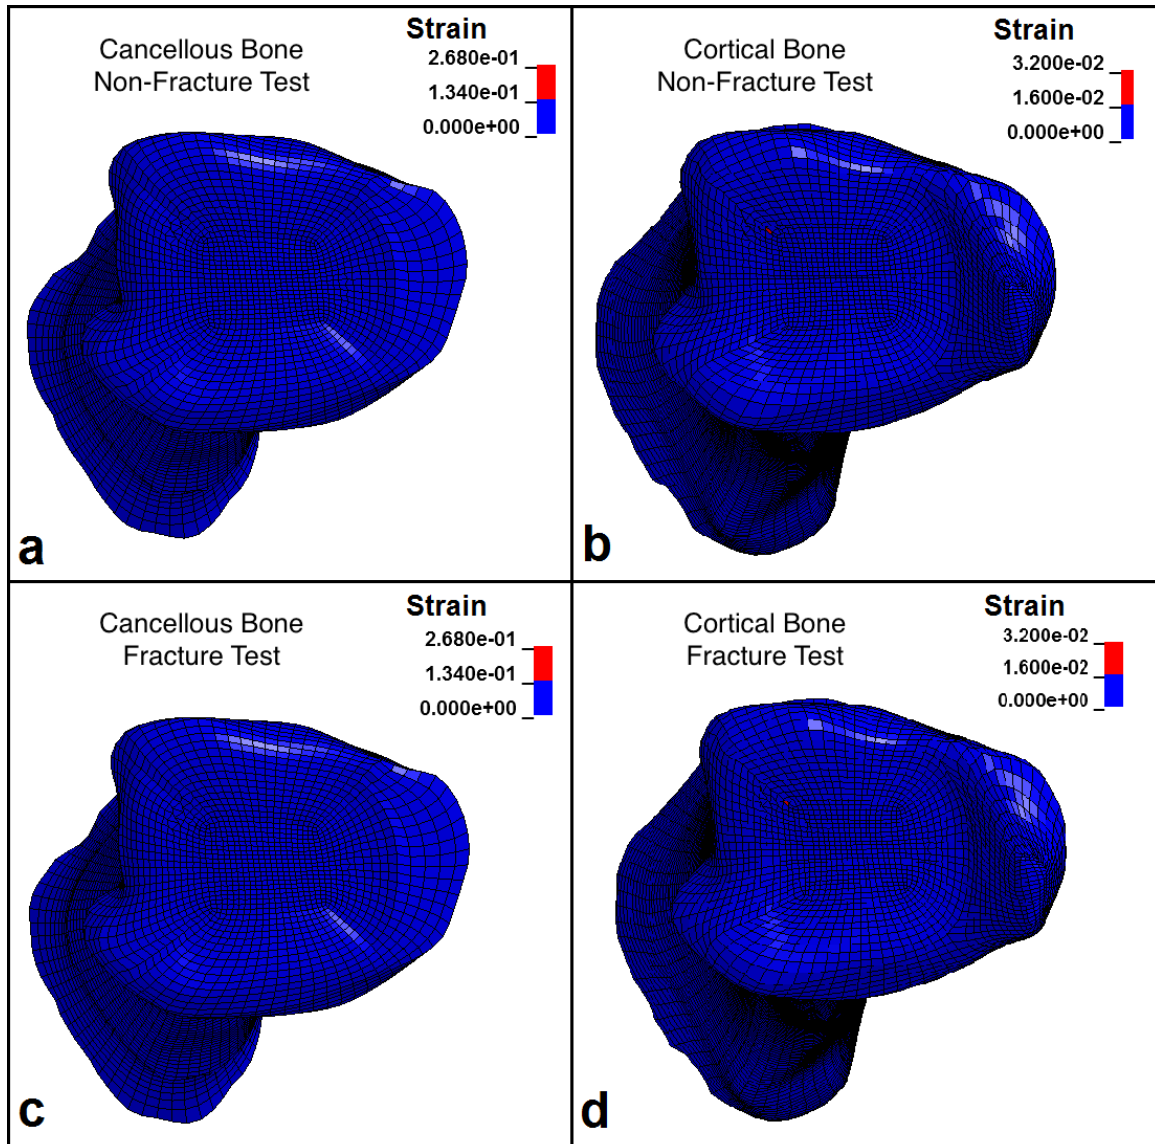 Cancellous Bone
Non-Fracture Test
Strain
2.680e-01
1.340e-01
0.000e+00
a
Cortical Bone
Non-Fracture Test
Strain
3.200e-02
1.600e-02
0.000e+00
b
Cancellous Bone
Fracture Test
Strain
2.680e-01
1.340e-01
0.000e+00
c
Cortical Bone
Fracture Test
Strain
3.200e-02
1.600e-02
0.000e+00
d